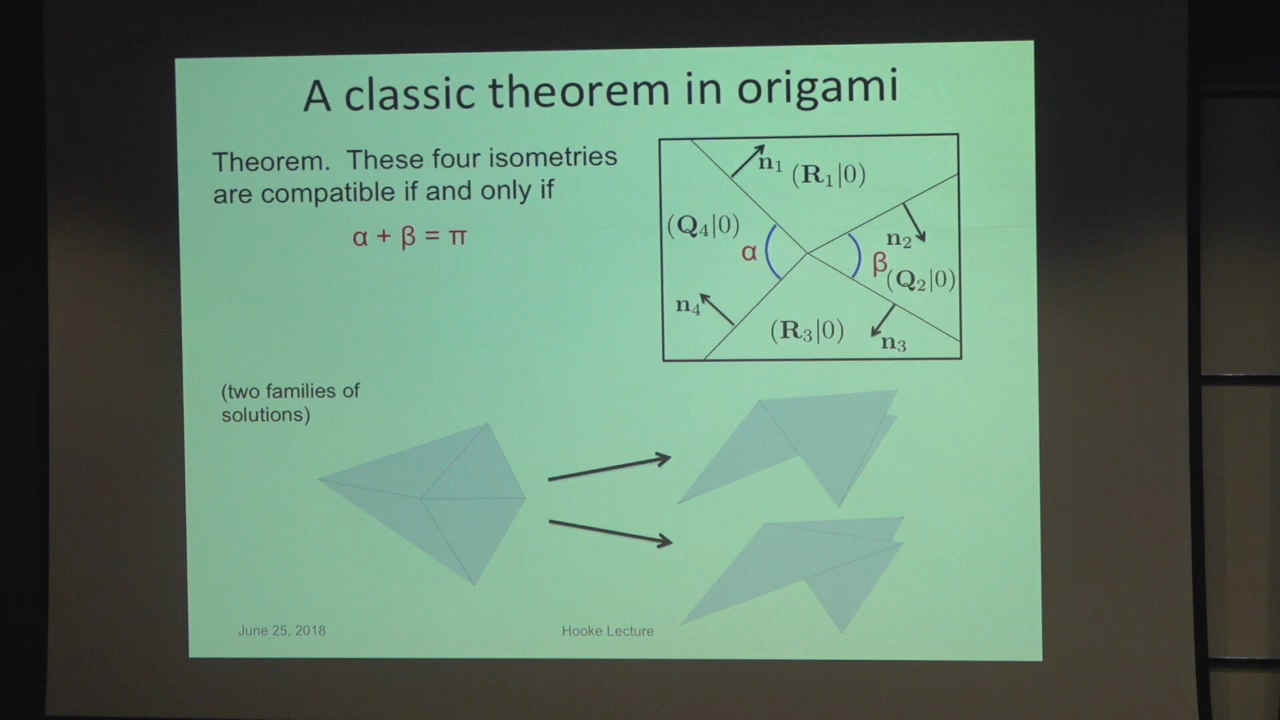 A classic theorem in origami
Theorem. These four isometries
are compatible if and only if
α + β = π
n₁ (R₁|0)
(Q₄|0)
α
n₂
β
(Q₂|0)
n₄
(R₃|0)
n₃
(two families of
solutions)
June 25, 2018
Hooke Lecture